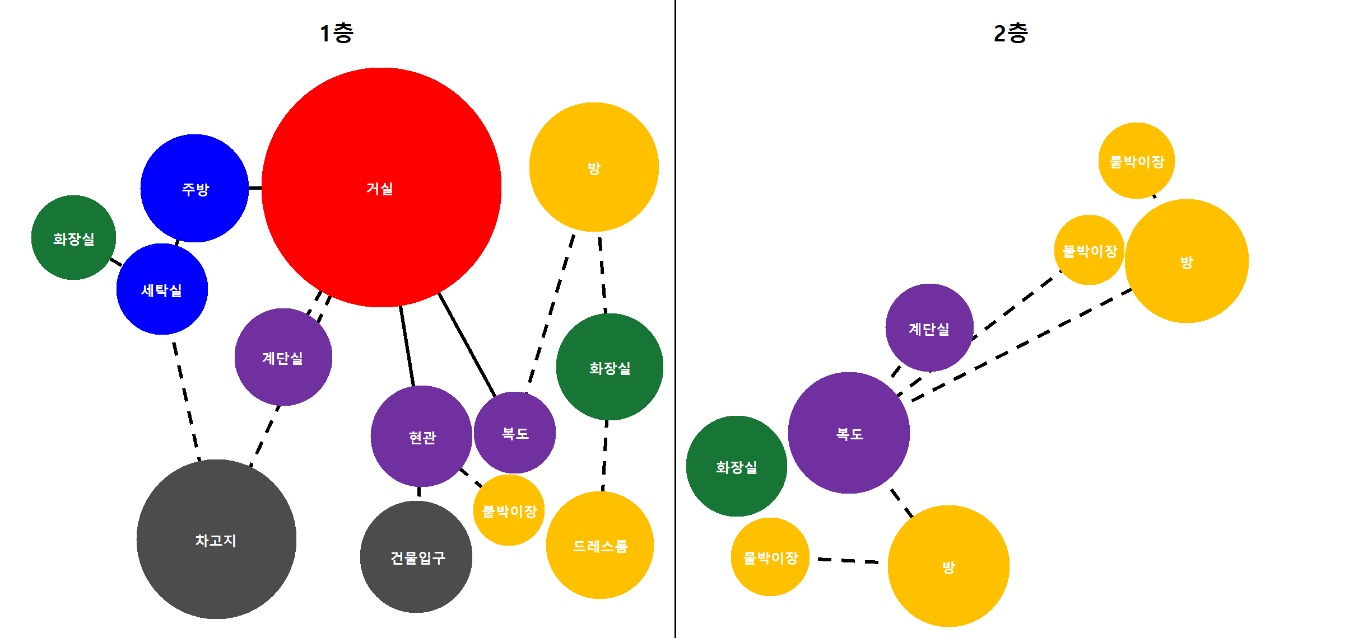 1층
방
거실
주방
화장실
세탁실
계단실
화장실
현관
복도
붙박이장
차고지
건물입구
드레스룸
2층
붙박이장
붙박이장
방
계단실
복도
화장실
물박이장
방